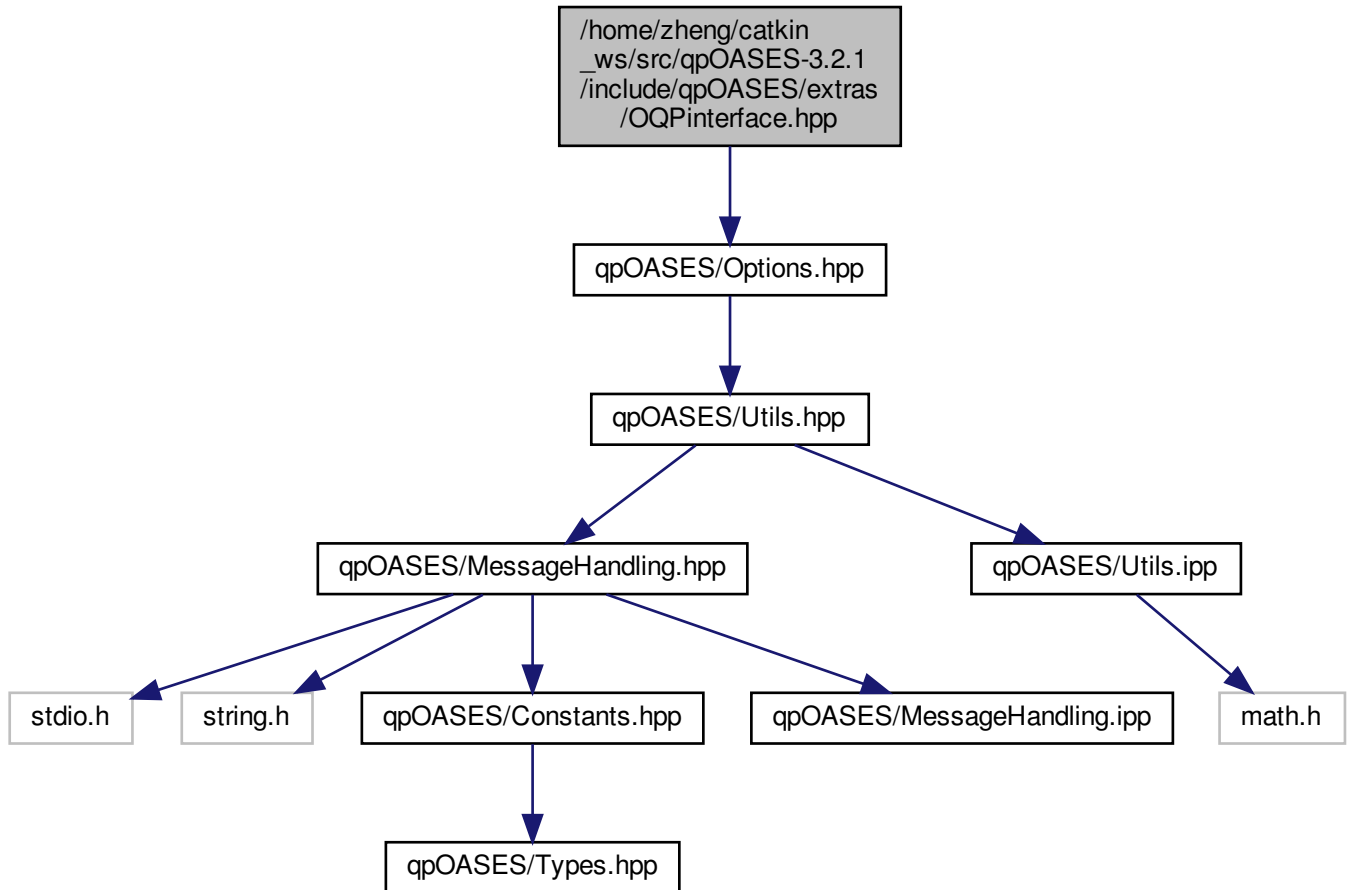 /home/zheng/catkin
_ws/src/qpOASES-3.2.1
/include/qpOASES/extras
/OQPinterface.hpp
qpOASES/Options.hpp
qpOASES/Utils.hpp
qpOASES/MessageHandling.hpp
qpOASES/Utils.ipp
stdio.h
string.h
qpOASES/Constants.hpp
qpOASES/MessageHandling.ipp
math.h
qpOASES/Types.hpp